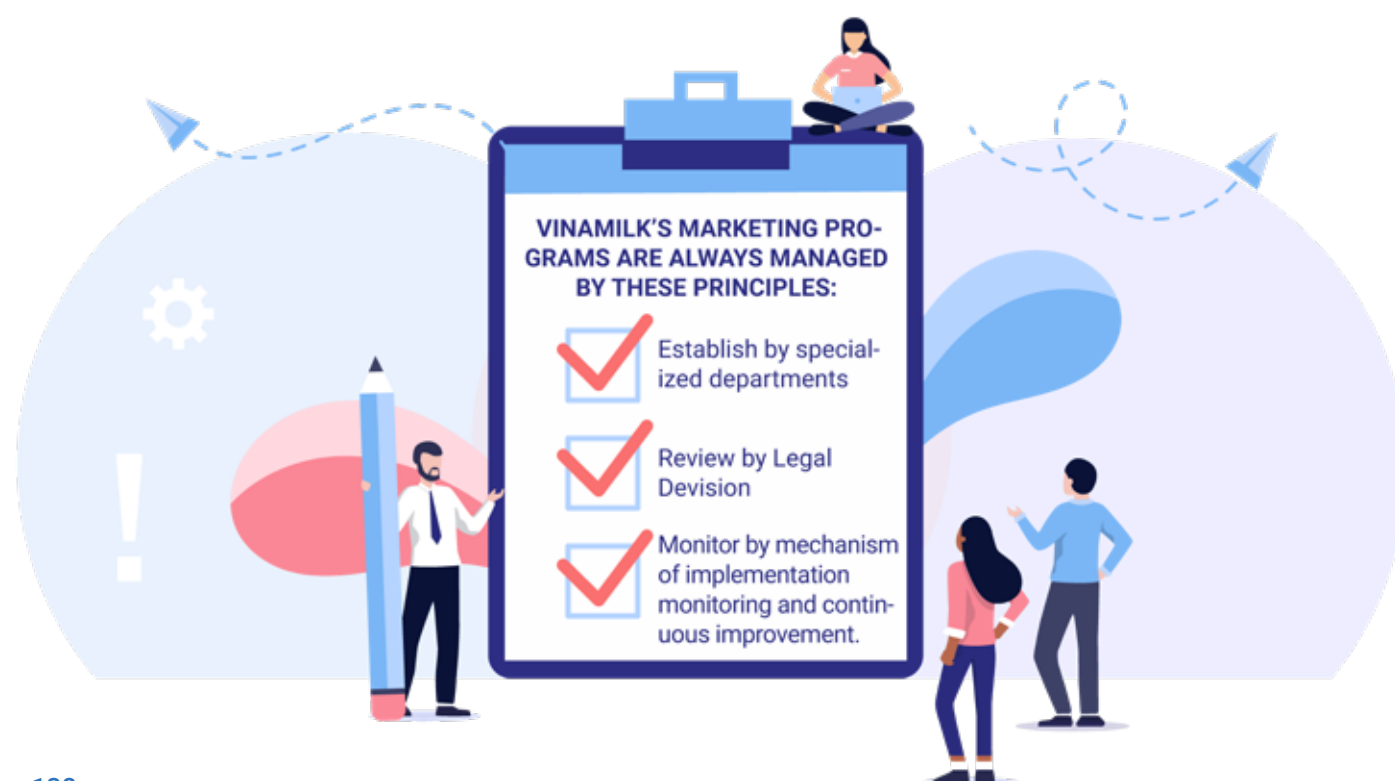 VINAMILK’S MARKETING PRO-
GRAMS ARE ALWAYS MANAGED
BY THESE PRINCIPLES:
Establish by special-
ized departments
Review by Legal
Devision
Monitor by mechanism
of implementation
monitoring and contin-
uous improvement.